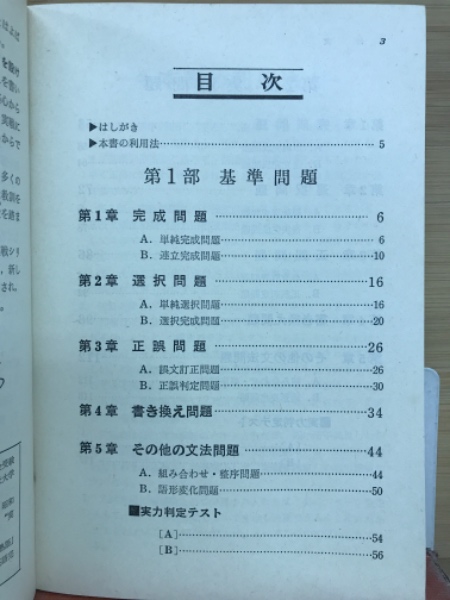 3
目次
▶はしがき
▶本書の利用法……5
第1部 基準問題
第1章 完成問題……6
A. 単純完成問題……6
B. 連立完成問題……10
第2章 選択問題……16
A. 単純選択問題……16
B. 選択完成問題……20
第3章 正誤問題……26
A. 誤文訂正問題……26
B. 正誤判定問題……30
第4章 書き換え問題……34
第5章 その他の文法問題……44
A. 組み合わせ・整序問題……44
B. 語形変化問題……50
■実力判定テスト
[A]……54
[B]……56